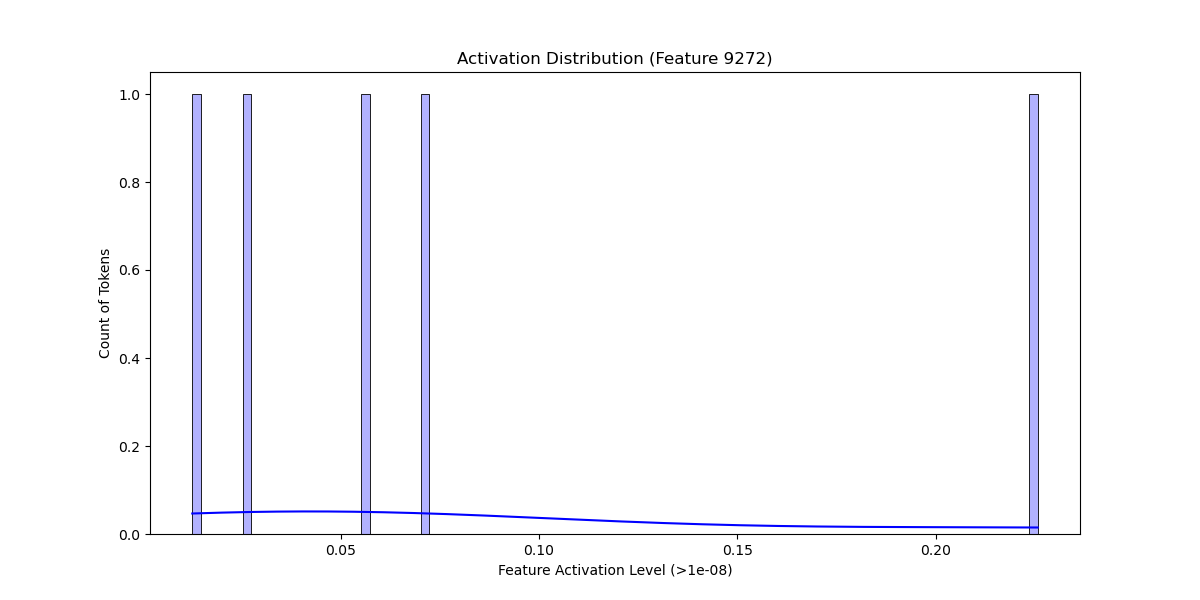 Activation Distribution (Feature 9272)
1.0
0.8
0.6
0.4
0.2
0.0
Count of Tokens
0.05 0.10 0.15 0.20
Feature Activation Level (>1e-08)